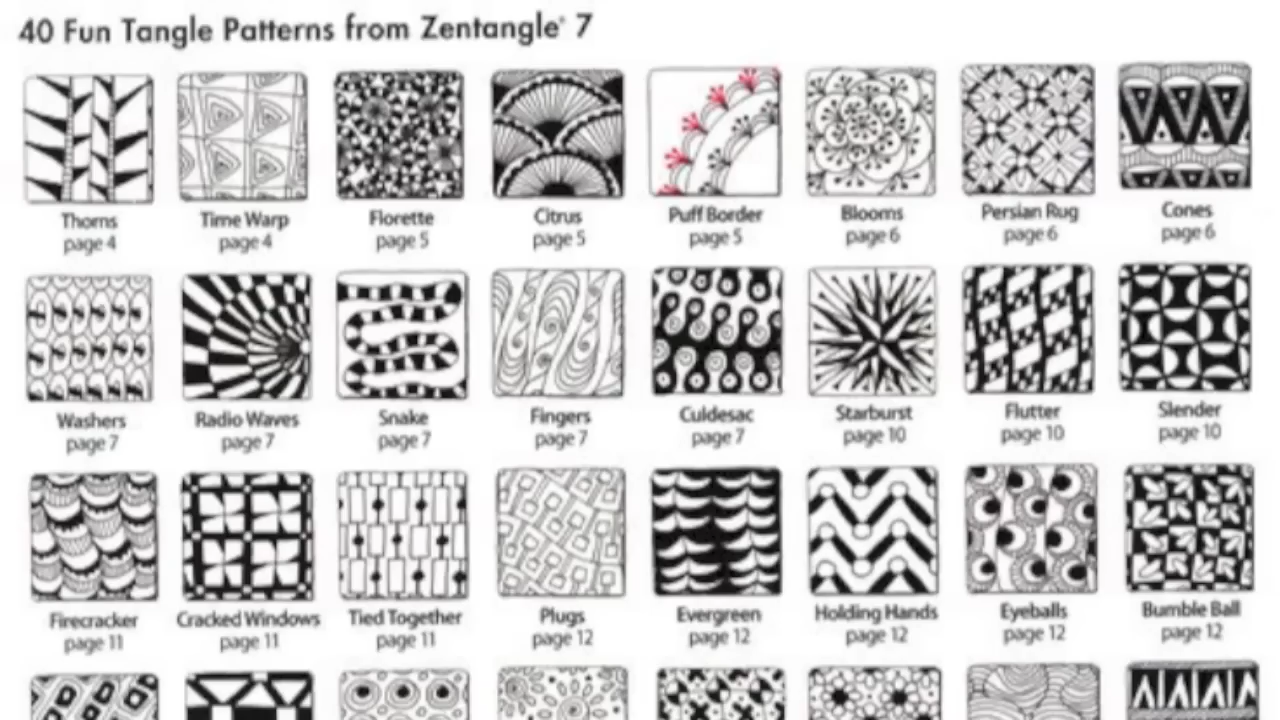 40 Fun Tangle Patterns from Zentangle® 7
Thorns Time Warp Florette Citrus Puff Border Blooms Persian Rug Cones
page 4 page 4 page 5 page 5 page 5 page 6 page 6 page 6
Washers Radio Waves Snake Fingers Culdesac Starburst Flutter Slender
page 7 page 7 page 7 page 7 page 7 page 10 page 10 page 10
Firecracker Cracked Windows Tied Together Plugs Evergreen Holding Hands Eyeballs Bumble Ball
page 11 page 11 page 11 page 12 page 12 page 12 page 12 page 12